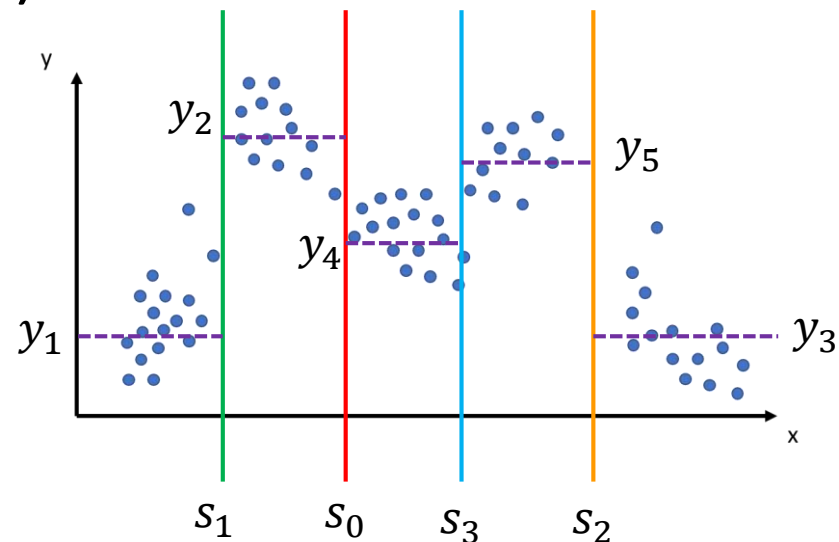 y
y₂
y₅
y₄
y₁
y₃
x
s₁ s₀ s₃ s₂